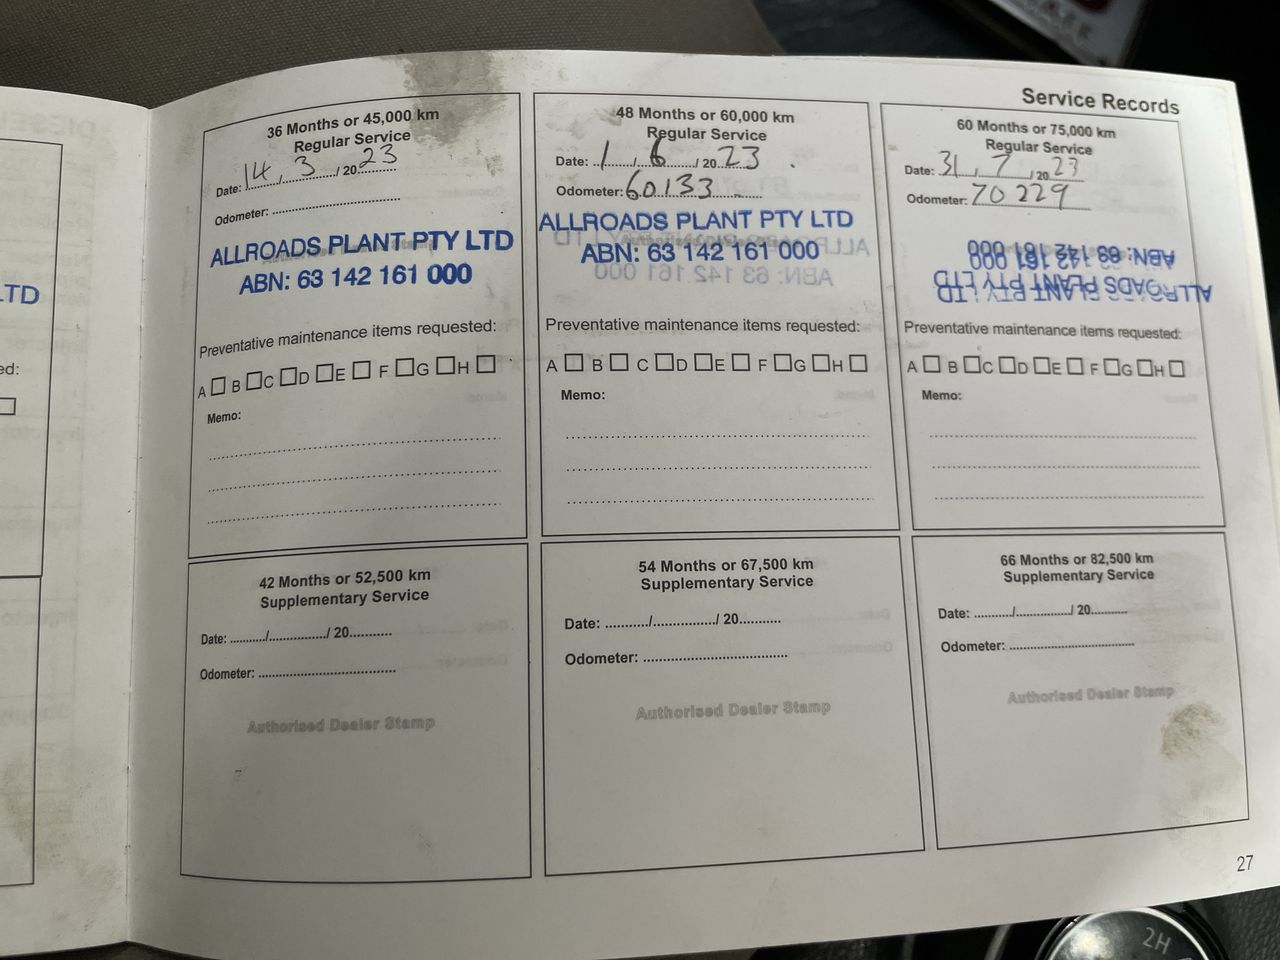 Service Records
36 Months or 45,000 km
Regular Service
Date: 14/3/2023
Odometer:
ALLROADS PLANT PTY LTD
ABN: 63 142 161 000
Preventative maintenance items requested:
A B C D E F G H
Memo:
48 Months or 60,000 km
Regular Service
Date: 1/6/2023
Odometer: 60133
ALLROADS PLANT PTY LTD
ABN: 63 142 161 000
Preventative maintenance items requested:
A B C D E F G H
Memo:
60 Months or 75,000 km
Regular Service
Date: 31/7/2023
Odometer: 70229
ALLROADS PLANT PTY LTD
ABN: 63 142 161 000
Preventative maintenance items requested:
A B C D E F G H
Memo:
42 Months or 52,500 km
Supplementary Service
Date: / / 20
Odometer:
Authorised Dealer Stamp
54 Months or 67,500 km
Supplementary Service
Date: / / 20
Odometer:
Authorised Dealer Stamp
66 Months or 82,500 km
Supplementary Service
Date: / / 20
Odometer:
Authorised Dealer Stamp
27
LTD
ed:
2H